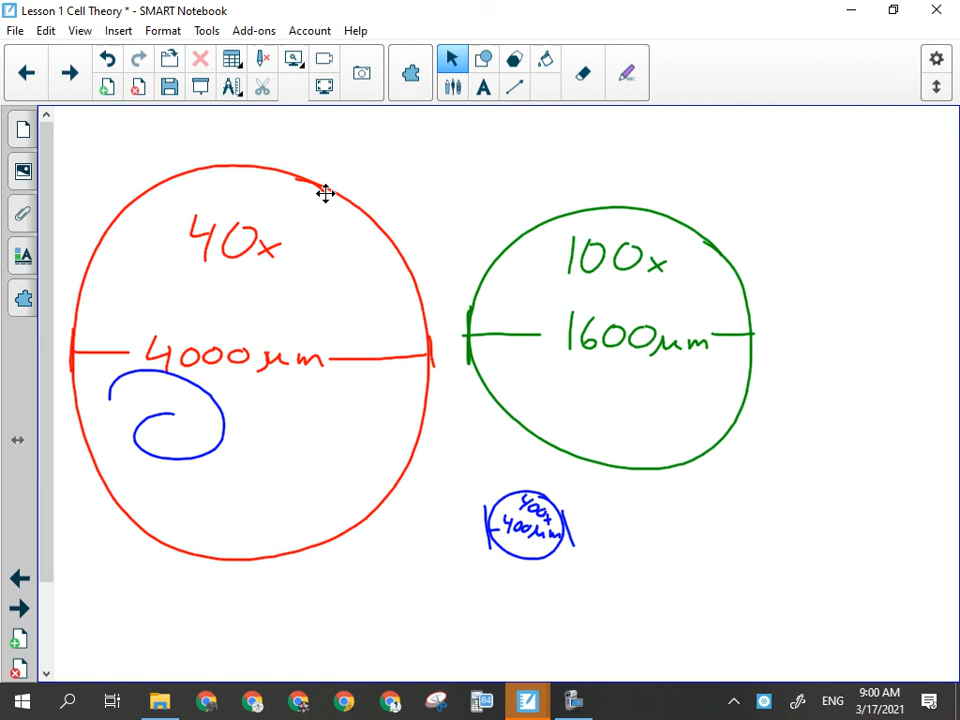 Lesson 1 Cell Theory * - SMART Notebook
File Edit View Insert Format Tools Add-ons Account Help
40x
4000µm
100x
1600µm
400x
400µm
ENG
9:00 AM
3/17/2021